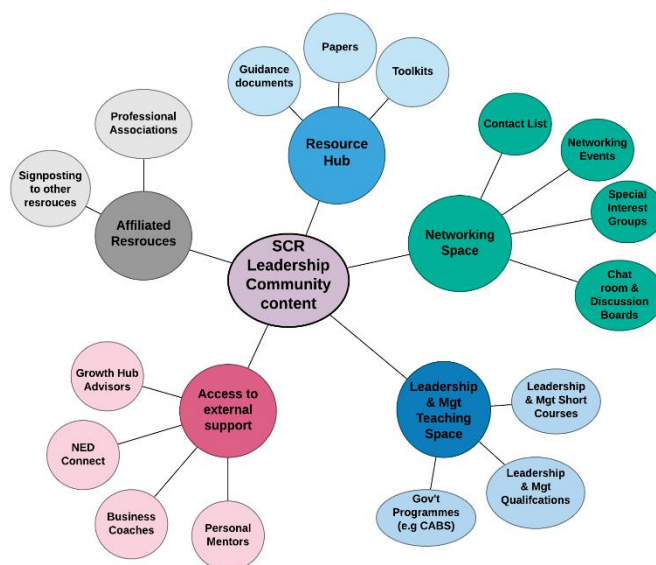 Papers
Guidance
documents
Toolkits
Resource
Hub
Professional
Associations
Signposting
to other
resrouces
Affiliated
Resrouces
Contact List
Networking
Events
Special
Interest
Groups
Chat
room &
Discussion
Boards
Networking
Space
SCR
Leadership
Community
content
Growth Hub
Advisors
NED
Connect
Business
Coaches
Personal
Mentors
Access to
external
support
Leadership
& Mgt
Teaching
Space
Leadership
& Mgt Short
Courses
Leadership
& Mgt
Qualifcations
Gov't
Programmes
(e.g CABS)